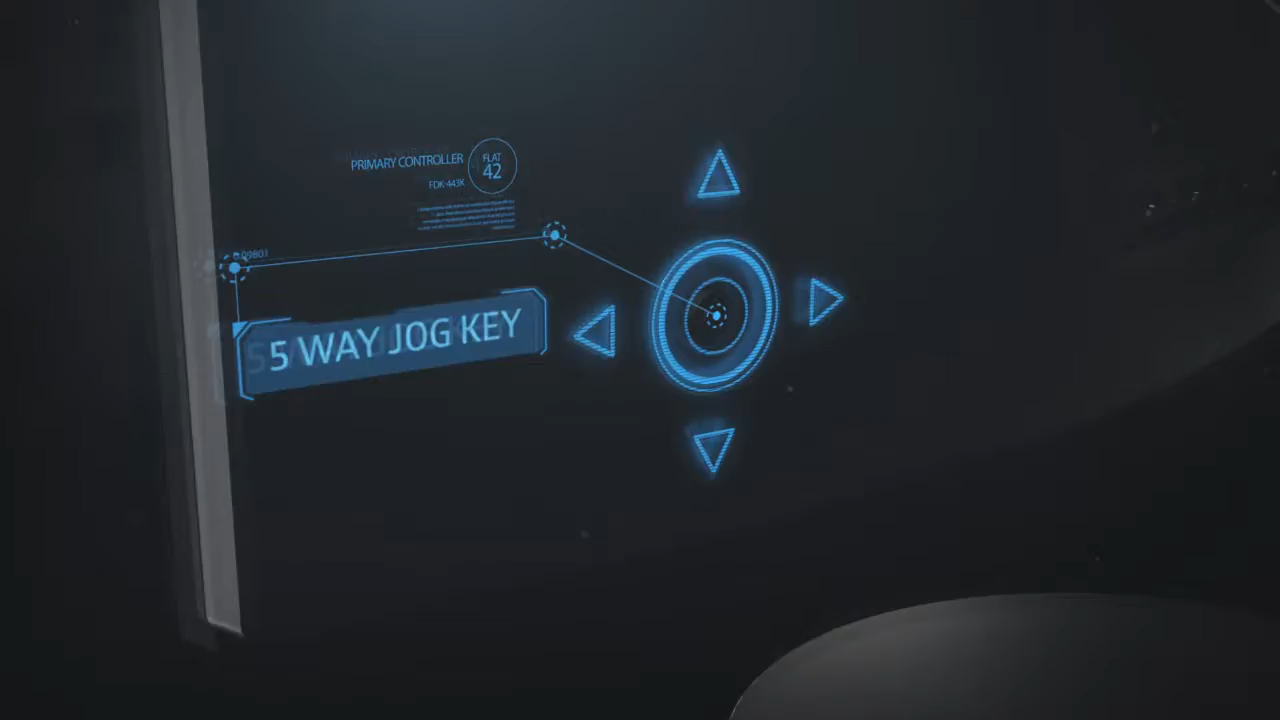 PRIMARY CONTROLLER
FLAT
42
FDK-443K
5 WAY JOG KEY